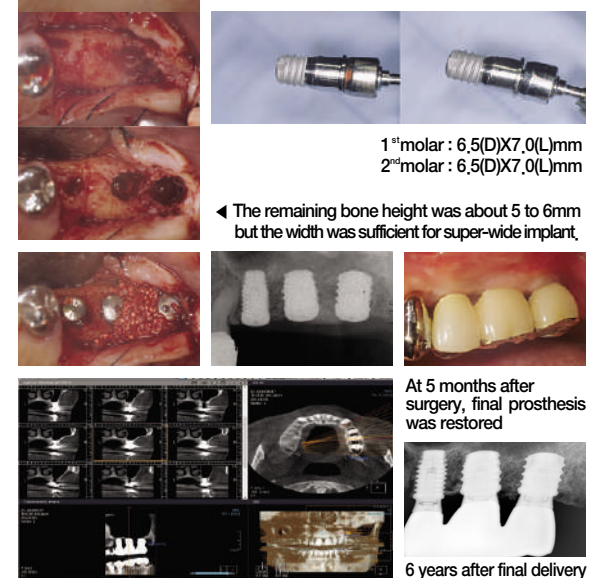 1st molar : 6.5(D)X7.0(L)mm
2nd molar : 6.5(D)X7.0(L)mm
◀ The remaining bone height was about 5 to 6mm
but the width was sufficient for super-wide implant.
At 5 months after
surgery, final prosthesis
was restored
6 years after final delivery